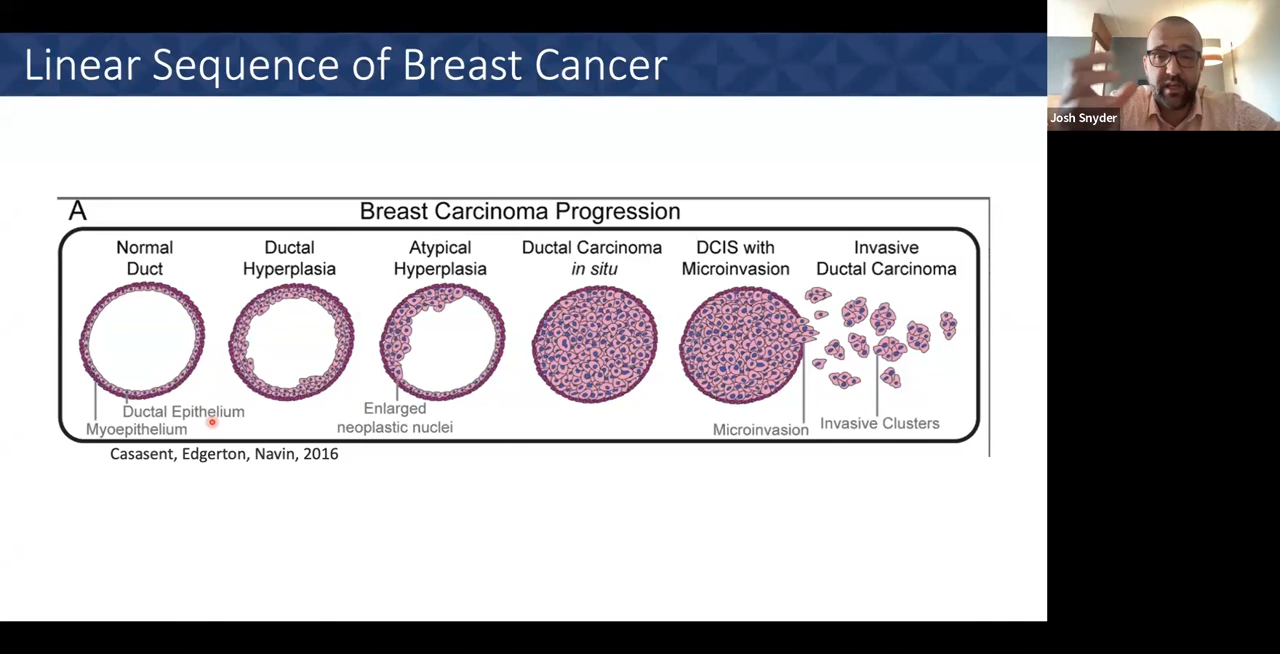 Linear Sequence of Breast Cancer
Josh Snyder
A
Breast Carcinoma Progression
Normal
Duct
Ductal
Hyperplasia
Atypical
Hyperplasia
Ductal Carcinoma
in situ
DCIS with
Microinvasion
Invasive
Ductal Carcinoma
Ductal Epithelium
Myoepithelium
Enlarged
neoplastic nuclei
Microinvasion
Invasive Clusters
Casasent, Edgerton, Navin, 2016